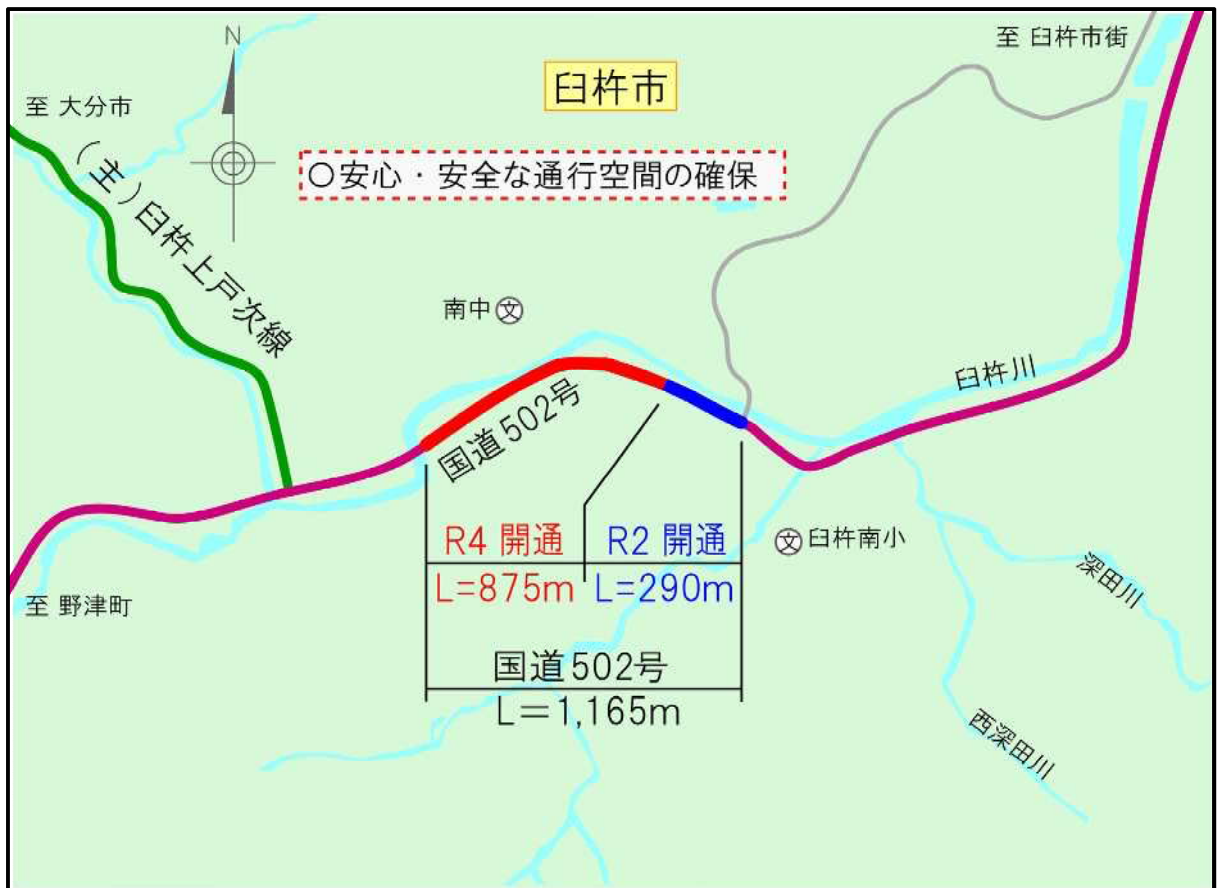 N
至 臼杵市街
臼杵市
至 大分市
○安心・安全な通行空間の確保
(主)臼杵上戸次線
南中 文
臼杵川
国道502号
R4 開通
R2 開通
文 臼杵南小
L=875m
L=290m
深田川
至 野津町
国道502号
L=1,165m
西深田川